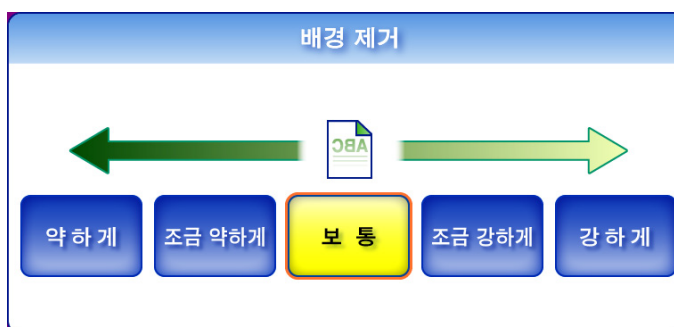 배경 제거
ABC
약 하 게
조금 약하게
보 통
조금 강하게
강 하 게